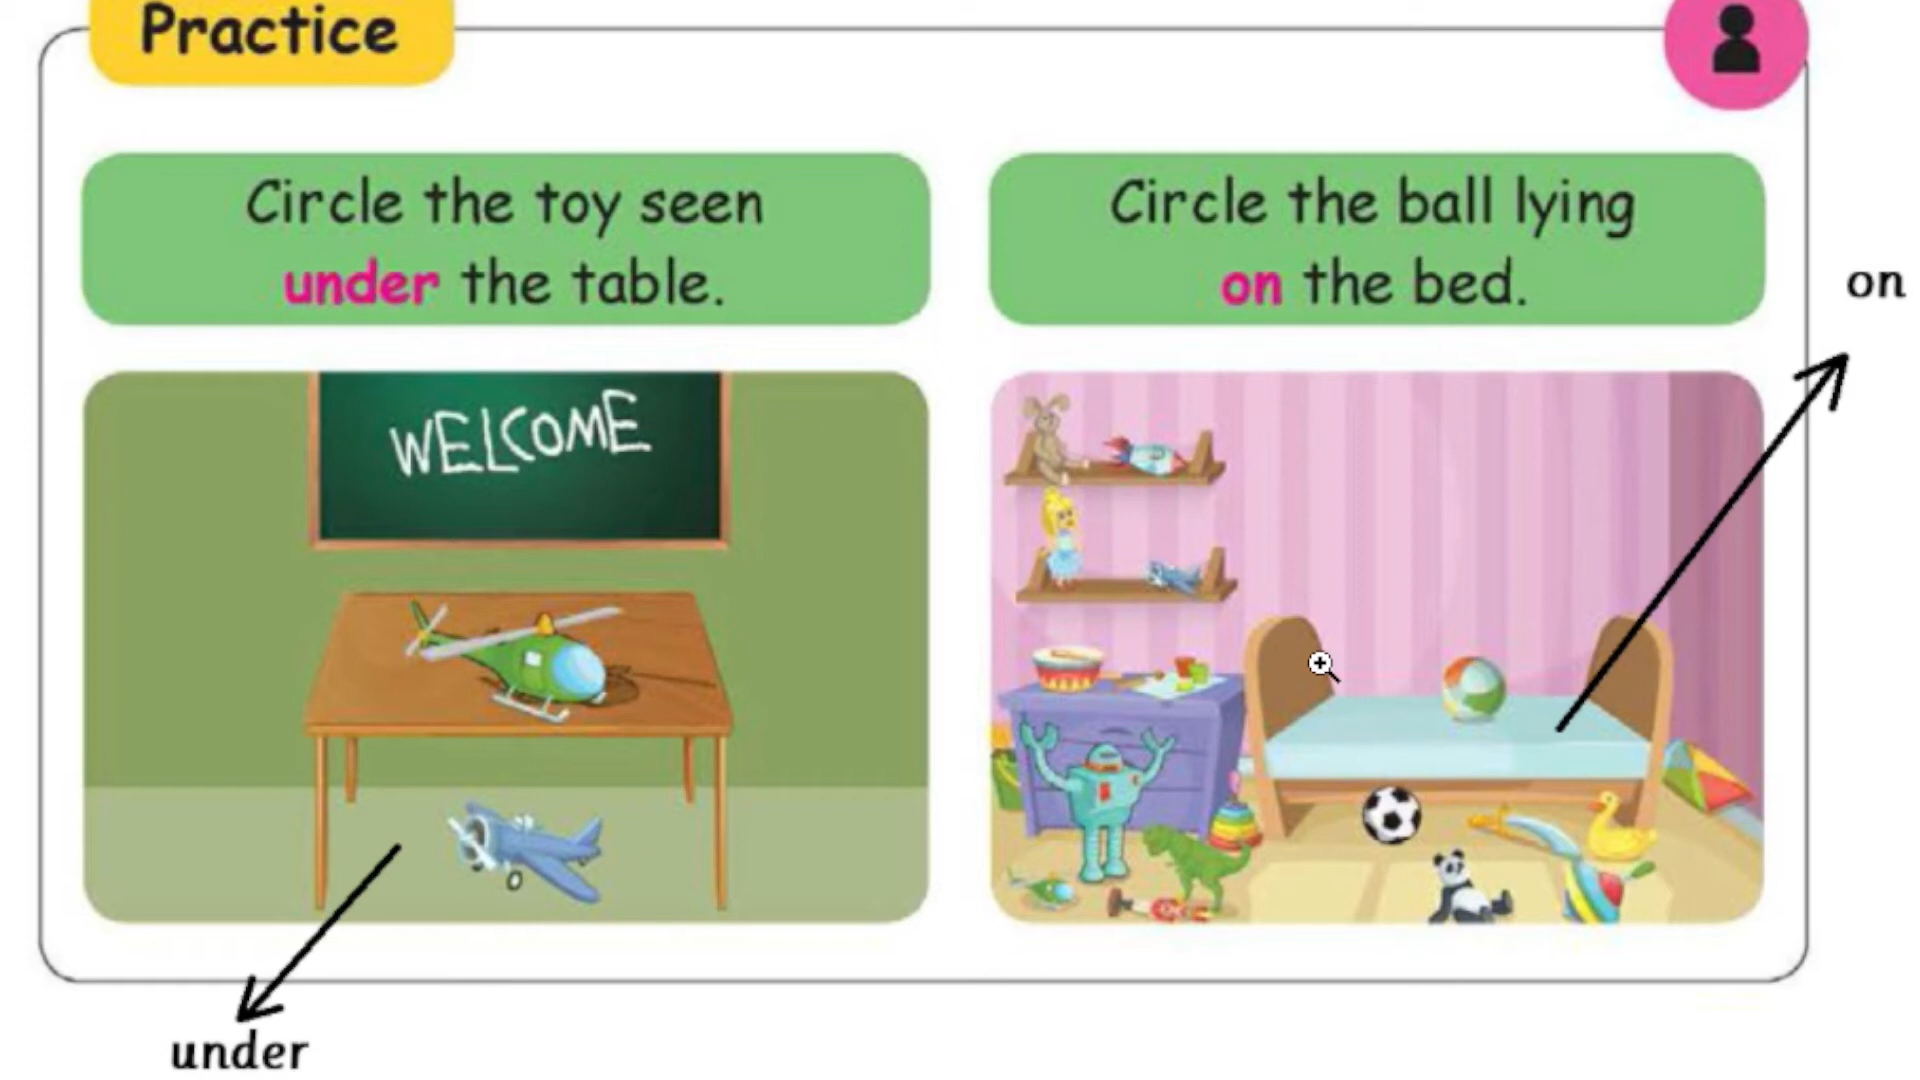 Practice
Circle the toy seen
under the table.
Circle the ball lying
on the bed.
on
WELCOME
under